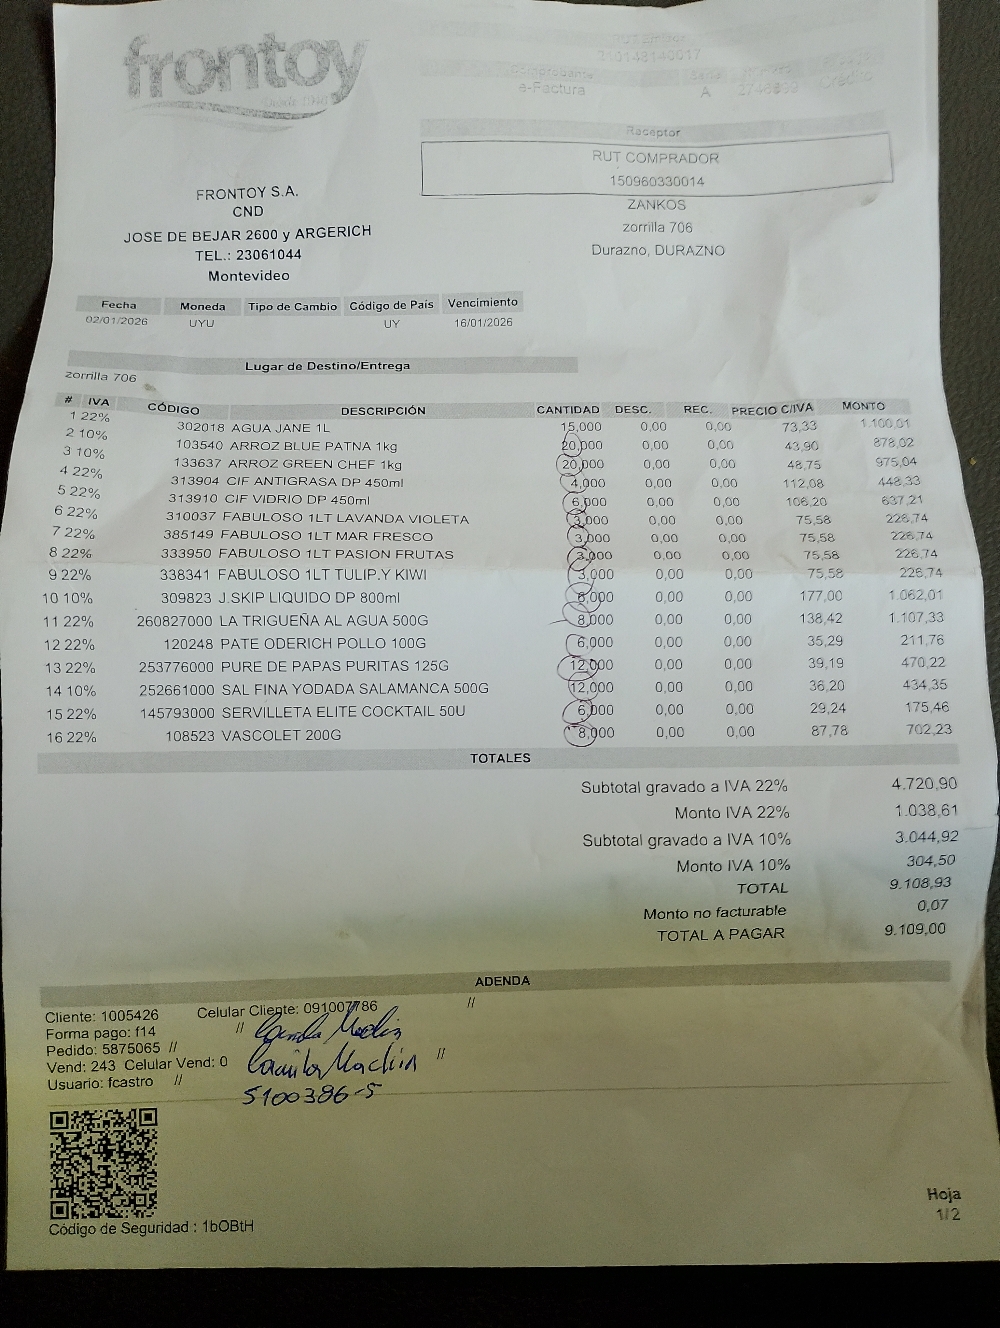 frontoy
Desde 1940
RUT Emisor
210148140017
Comprobante Serie
e-Factura A Crédito
Receptor
RUT COMPRADOR
150960330014
ZANKOS
zorrilla 706
Durazno, DURAZNO
FRONTOY S.A.
CND
JOSE DE BEJAR 2600 y ARGERICH
TEL.: 23061044
Montevideo
Fecha Moneda Tipo de Cambio Código de País Vencimiento
02/01/2026 UYU UY 16/01/2026
Lugar de Destino/Entrega
zorrilla 706
# IVA CÓDIGO DESCRIPCIÓN CANTIDAD DESC. REC. PRECIO C/IVA MONTO
1 22% 302018 AGUA JANE 1L 15,000 0,00 0,00 73,33 1.100,01
2 10% 103540 ARROZ BLUE PATNA 1kg 20,000 0,00 0,00 43,90 878,02
3 10% 133637 ARROZ GREEN CHEF 1kg 20,000 0,00 0,00 48,75 975,04
4 22% 313904 CIF ANTIGRASA DP 450ml 4,000 0,00 0,00 112,08 448,33
5 22% 313910 CIF VIDRIO DP 450ml 6,000 0,00 0,00 106,20 637,21
6 22% 310037 FABULOSO 1LT LAVANDA VIOLETA 3,000 0,00 0,00 75,58 226,74
7 22% 385149 FABULOSO 1LT MAR FRESCO 3,000 0,00 0,00 75,58 226,74
8 22% 333950 FABULOSO 1LT PASION FRUTAS 3,000 0,00 0,00 75,58 226,74
9 22% 338341 FABULOSO 1LT TULIP.Y KIWI 3,000 0,00 0,00 75,58 226,74
10 10% 309823 J.SKIP LIQUIDO DP 800ml 6,000 0,00 0,00 177,00 1.062,01
11 22% 260827000 LA TRIGUEÑA AL AGUA 500G 8,000 0,00 0,00 138,42 1.107,33
12 22% 120248 PATE ODERICH POLLO 100G 6,000 0,00 0,00 35,29 211,76
13 22% 253776000 PURE DE PAPAS PURITAS 125G 12,000 0,00 0,00 39,19 470,22
14 10% 252661000 SAL FINA YODADA SALAMANCA 500G 12,000 0,00 0,00 36,20 434,35
15 22% 145793000 SERVILLETA ELITE COCKTAIL 50U 6,000 0,00 0,00 29,24 175,46
16 22% 108523 VASCOLET 200G 8,000 0,00 0,00 87,78 702,23
TOTALES
Subtotal gravado a IVA 22% 4.720,90
Monto IVA 22% 1.038,61
Subtotal gravado a IVA 10% 3.044,92
Monto IVA 10% 304,50
TOTAL 9.108,93
Monto no facturable 0,07
TOTAL A PAGAR 9.109,00
ADENDA
Cliente: 1005426 Celular Cliente: 091007786 //
Forma pago: f14 //
Pedido: 5875065 //
Vend: 243 Celular Vend: 0 Camila //
Usuario: fcastro //
5100386-5
Código de Seguridad : 1bOBtH
Hoja
1/2